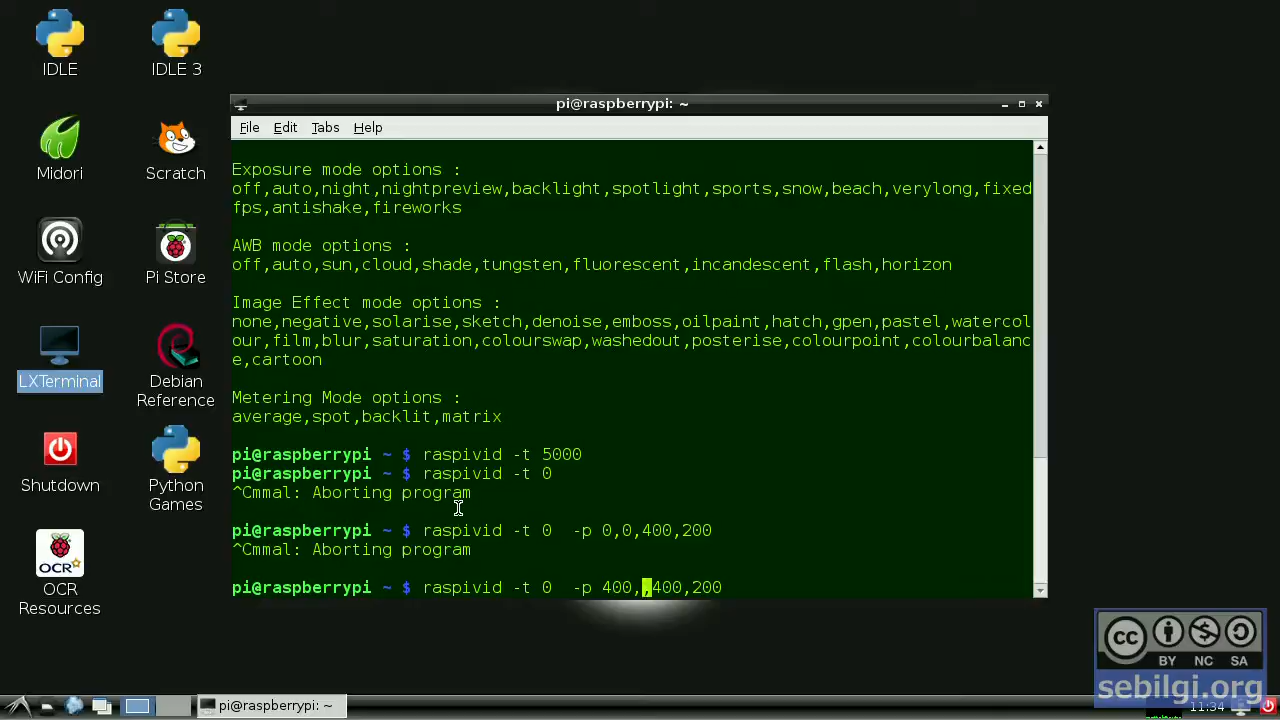 IDLE
IDLE 3
Midori
Scratch
WiFi Config
Pi Store
LXTerminal
Debian
Reference
Shutdown
Python
Games
OCR
OCR
Resources
pi@raspberrypi: ~
File Edit Tabs Help
Exposure mode options :
off,auto,night,nightpreview,backlight,spotlight,sports,snow,beach,verylong,fixed
fps,antishake,fireworks
AWB mode options :
off,auto,sun,cloud,shade,tungsten,fluorescent,incandescent,flash,horizon
Image Effect mode options :
none,negative,solarise,sketch,denoise,emboss,oilpaint,hatch,gpen,pastel,watercol
our,film,blur,saturation,colourswap,washedout,posterise,colourpoint,colourbalanc
e,cartoon
Metering Mode options :
average,spot,backlit,matrix
pi@raspberrypi ~ $ raspivid -t 5000
pi@raspberrypi ~ $ raspivid -t 0
^Cmmal: Aborting program
pi@raspberrypi ~ $ raspivid -t 0  -p 0,0,400,200
^Cmmal: Aborting program
pi@raspberrypi ~ $ raspivid -t 0  -p 400,,400,200
cc
BY NC SA
sebilgi.org
pi@raspberrypi: ~
11:34